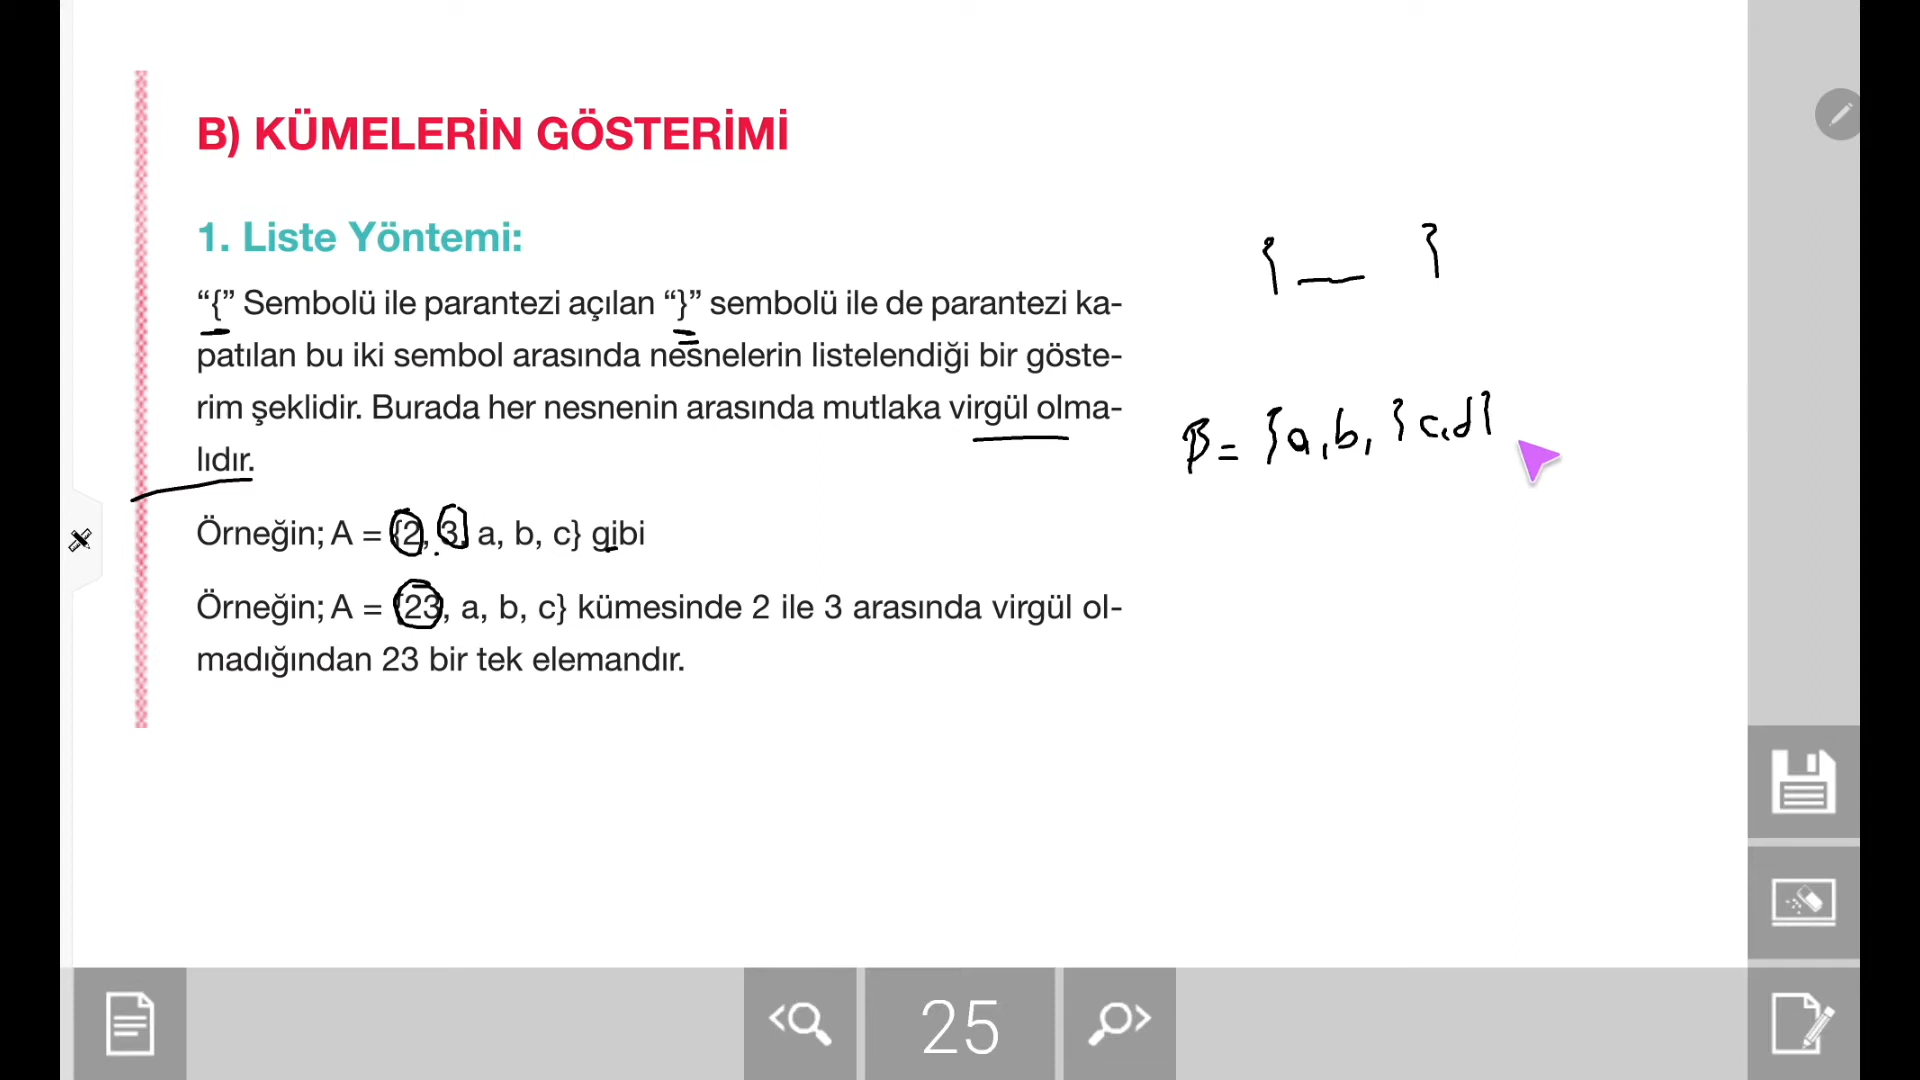 B) KÜMELERİN GÖSTERİMİ
1. Liste Yöntemi:
“{” Sembolü ile parantezi açılan “}” sembolü ile de parantezi ka-
patılan bu iki sembol arasında nesnelerin listelendiği bir göste-
rim şeklidir. Burada her nesnenin arasında mutlaka virgül olma-
lıdır.
Örneğin; A = {2, 3, a, b, c} gibi
Örneğin; A = {23, a, b, c} kümesinde 2 ile 3 arasında virgül ol-
madığından 23 bir tek elemandır.
{ __ }
B = {a, b, {c, d}
25